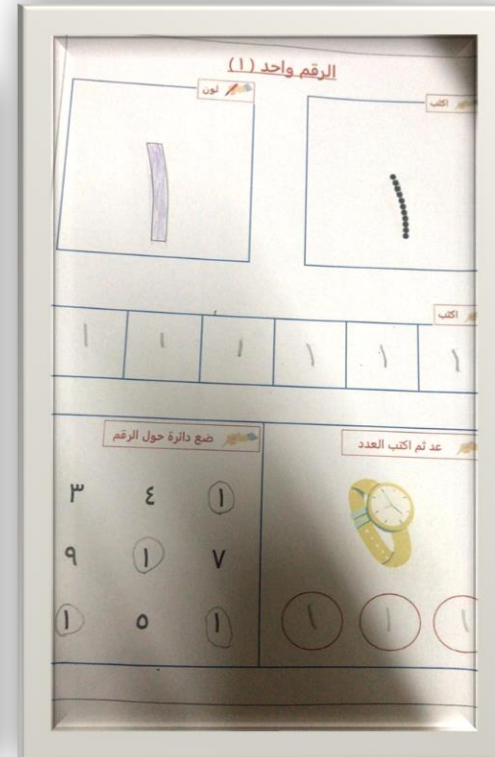 الرقم واحد (١)
اكتب
لون
١
١
اكتب
١ ١ ١ ١ ١ ١
عد ثم اكتب العدد
١ ١ ١
ضع دائرة حول الرقم
١ ٤ ٣
٧ ١ ٩
١ ٥ ١